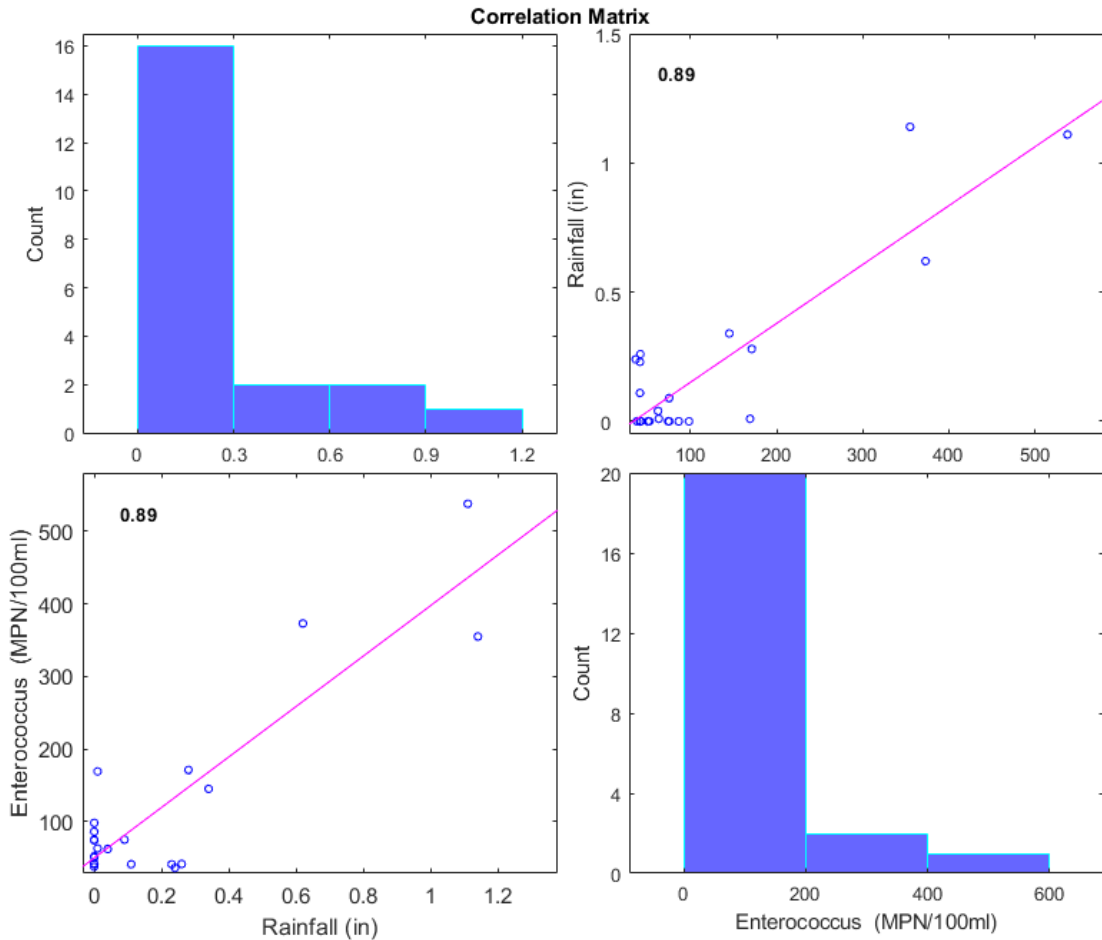 Correlation Matrix
16
14
12
10
8
6
4
2
0
Count
0 0.3 0.6 0.9 1.2
1.5
1
0.5
0
Rainfall (in)
0.89
100 200 300 400 500
500
400
300
200
100
Enterococcus (MPN/100ml)
0.89
0 0.2 0.4 0.6 0.8 1 1.2
Rainfall (in)
20
16
12
8
4
0
Count
0 200 400 600
Enterococcus (MPN/100ml)